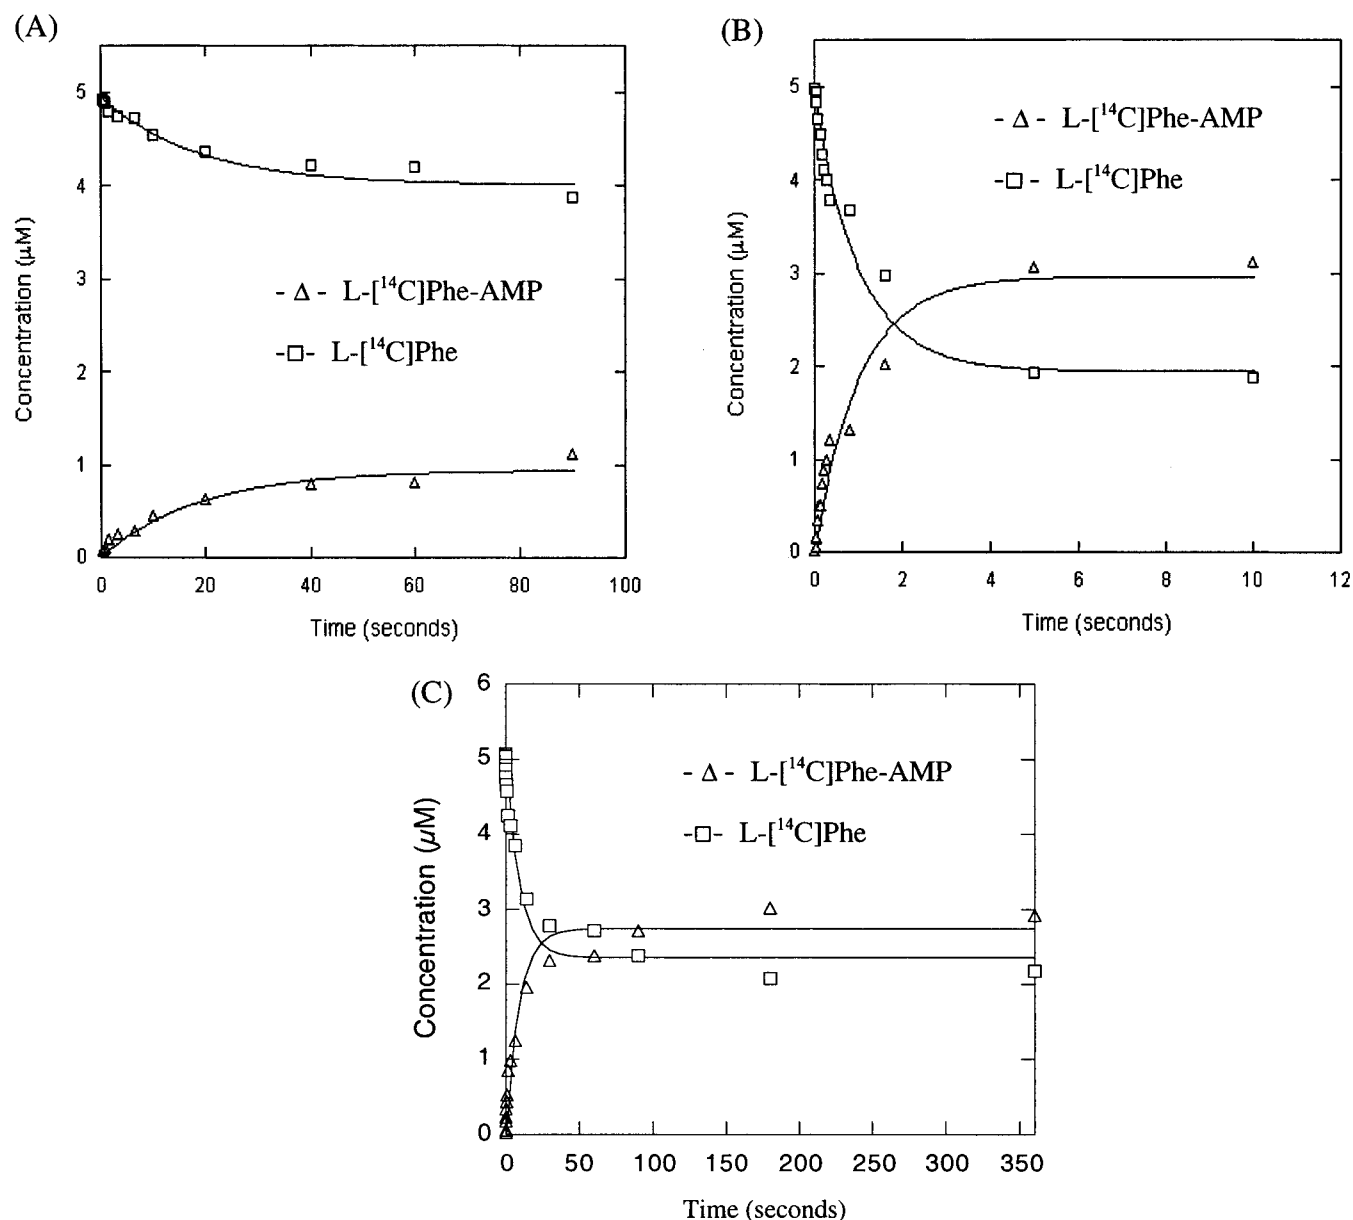 (A)
5
4
3
2
1
0
Concentration (μM)
- Δ - L-[¹⁴C]Phe-AMP
-□- L-[¹⁴C]Phe
0 20 40 60 80 100
Time (seconds)
(B)
5
4
3
2
1
0
Concentration (μM)
- Δ - L-[¹⁴C]Phe-AMP
-□- L-[¹⁴C]Phe
0 2 4 6 8 10 12
Time (seconds)
(C)
6
5
4
3
2
1
0
Concentration (μM)
- Δ - L-[¹⁴C]Phe-AMP
-□- L-[¹⁴C]Phe
0 50 100 150 200 250 300 350
Time (seconds)